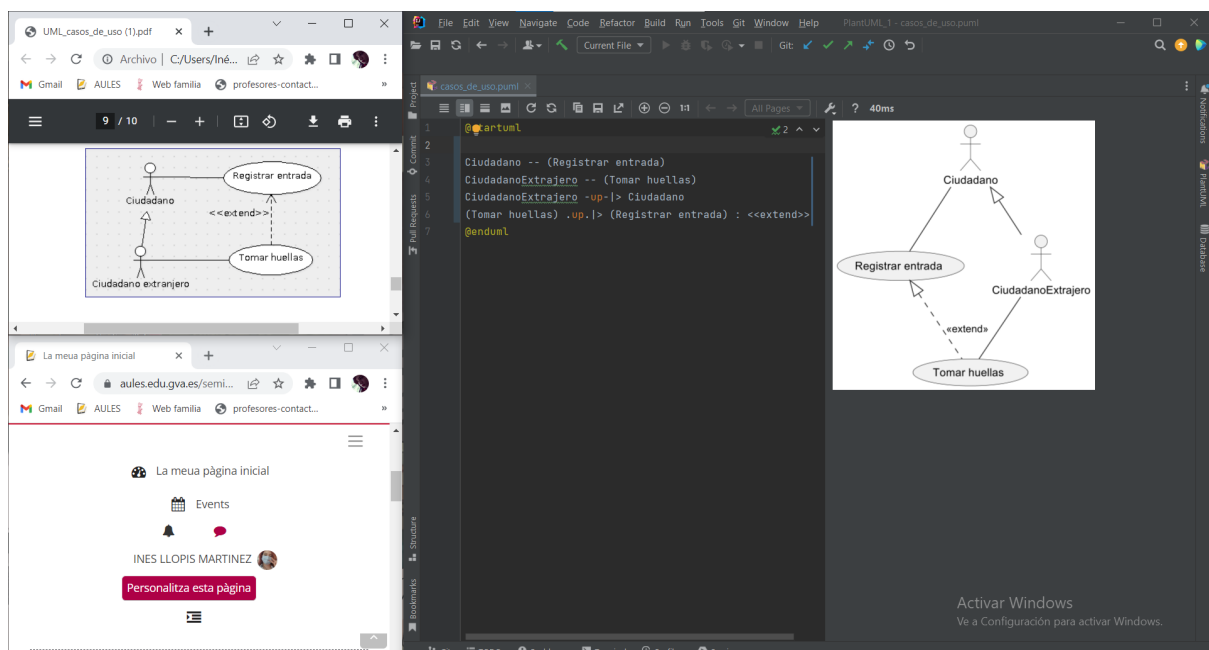 UML_casos_de_uso (1).pdf
Archivo | C:/Users/Iné...
Gmail AULES Web familia profesores-contact... »
9 / 10
Registrar entrada
Ciudadano
<<extend>>
Tomar huellas
Ciudadano extranjero
La meua pàgina inicial
aules.edu.gva.es/semi...
Gmail AULES Web familia profesores-contact... »
La meua pàgina inicial
Events
INES LLOPIS MARTINEZ
Personalitza esta pàgina
File Edit View Navigate Code Refactor Build Run Tools Git Window Help PlantUML_1 - casos_de_uso.puml
Current File Git:
Project
Commit
Pull Requests
Structure
Bookmarks
casos_de_uso.puml
1:1 All Pages ? 40ms
1 @startuml 2
2
3 Ciudadano -- (Registrar entrada)
4 CiudadanoExtrajero -- (Tomar huellas)
5 CiudadanoExtrajero -up-|> Ciudadano
6 (Tomar huellas) .up.|> (Registrar entrada) : <<extend>>
7 @enduml
Ciudadano
Registrar entrada
CiudadanoExtrajero
«extend»
Tomar huellas
Notifications
PlantUML
Database
Activar Windows
Ve a Configuración para activar Windows.